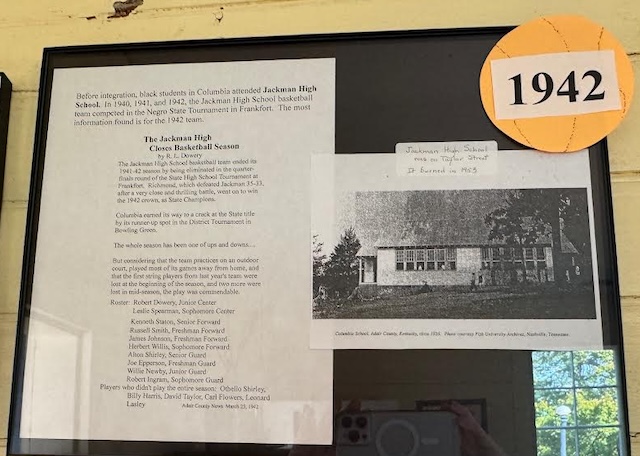 1942
Before integration, black students in Columbia attended Jackman High
School. In 1940, 1941, and 1942, the Jackman High School basketball
team competed in the Negro State Tournament in Frankfort. The most
information found is for the 1942 team.
The Jackman High
Closes Basketball Season
by R. L. Dowery
The Jackman High School basketball team ended its
1941-42 season by being eliminated in the quarter-
finals round of the State High School Tournament at
Frankfort. Richmond, which defeated Jackman 35-33,
after a very close and thrilling battle, went on to win
the 1942 crown, as State Champions.
Columbia earned its way to a crack at the State title
by its runner-up spot in the District Tournament in
Bowling Green.
The whole season has been one of ups and downs....
But considering that the team practices on an outdoor
court, played most of its games away from home, and
that the first string players from last year's team were
lost at the beginning of the season, and two more were
lost in mid-season, the play was commendable.
Roster: Robert Dowery, Junior Center
Leslie Spearman, Sophomore Center
Kenneth Staton, Senior Forward
Russell Smith, Freshman Forward
James Johnson, Freshman Forward
Herbert Willis, Sophomore Forward
Alton Shirley, Senior Guard
Joe Epperson, Freshman Guard
Willie Newby, Junior Guard
Robert Ingram, Sophomore Guard
Players who didn't play the entire season: Othello Shirley,
Billy Harris, David Taylor, Carl Flowers, Leonard
Lasley
Adair County News: March 25, 1942
Jackman High School
was on Taylor Street
It burned in 1953
Columbia School, Adair County, Kentucky, circa 1925. Photo courtesy Fisk University Archives, Nashville, Tennessee.